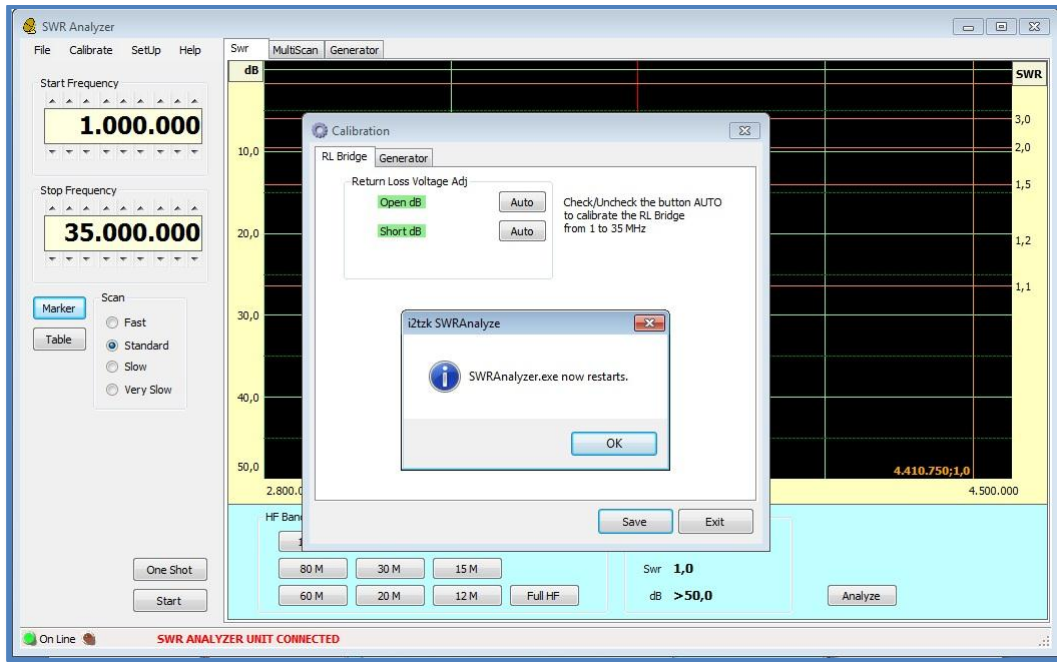 SWR Analyzer
File Calibrate SetUp Help
Start Frequency
1.000.000
Stop Frequency
35.000.000
Marker
Table
Scan
Fast
Standard
Slow
Very Slow
One Shot
Start
Swr MultiScan Generator
dB
10,0
20,0
30,0
40,0
50,0
SWR
3,0
2,0
1,5
1,2
1,1
4.410.750;1,0
2.800.0
4.500.000
Calibration
RL Bridge Generator
Return Loss Voltage Adj
Open dB Auto
Short dB Auto
Check/Uncheck the button AUTO
to calibrate the RL Bridge
from 1 to 35 MHz
i2tzk SWRAnalyze
SWRAnalyzer.exe now restarts.
OK
Save Exit
HF Ban
80 M 30 M 15 M
60 M 20 M 12 M Full HF
Swr 1,0
dB >50,0
Analyze
On Line SWR ANALYZER UNIT CONNECTED